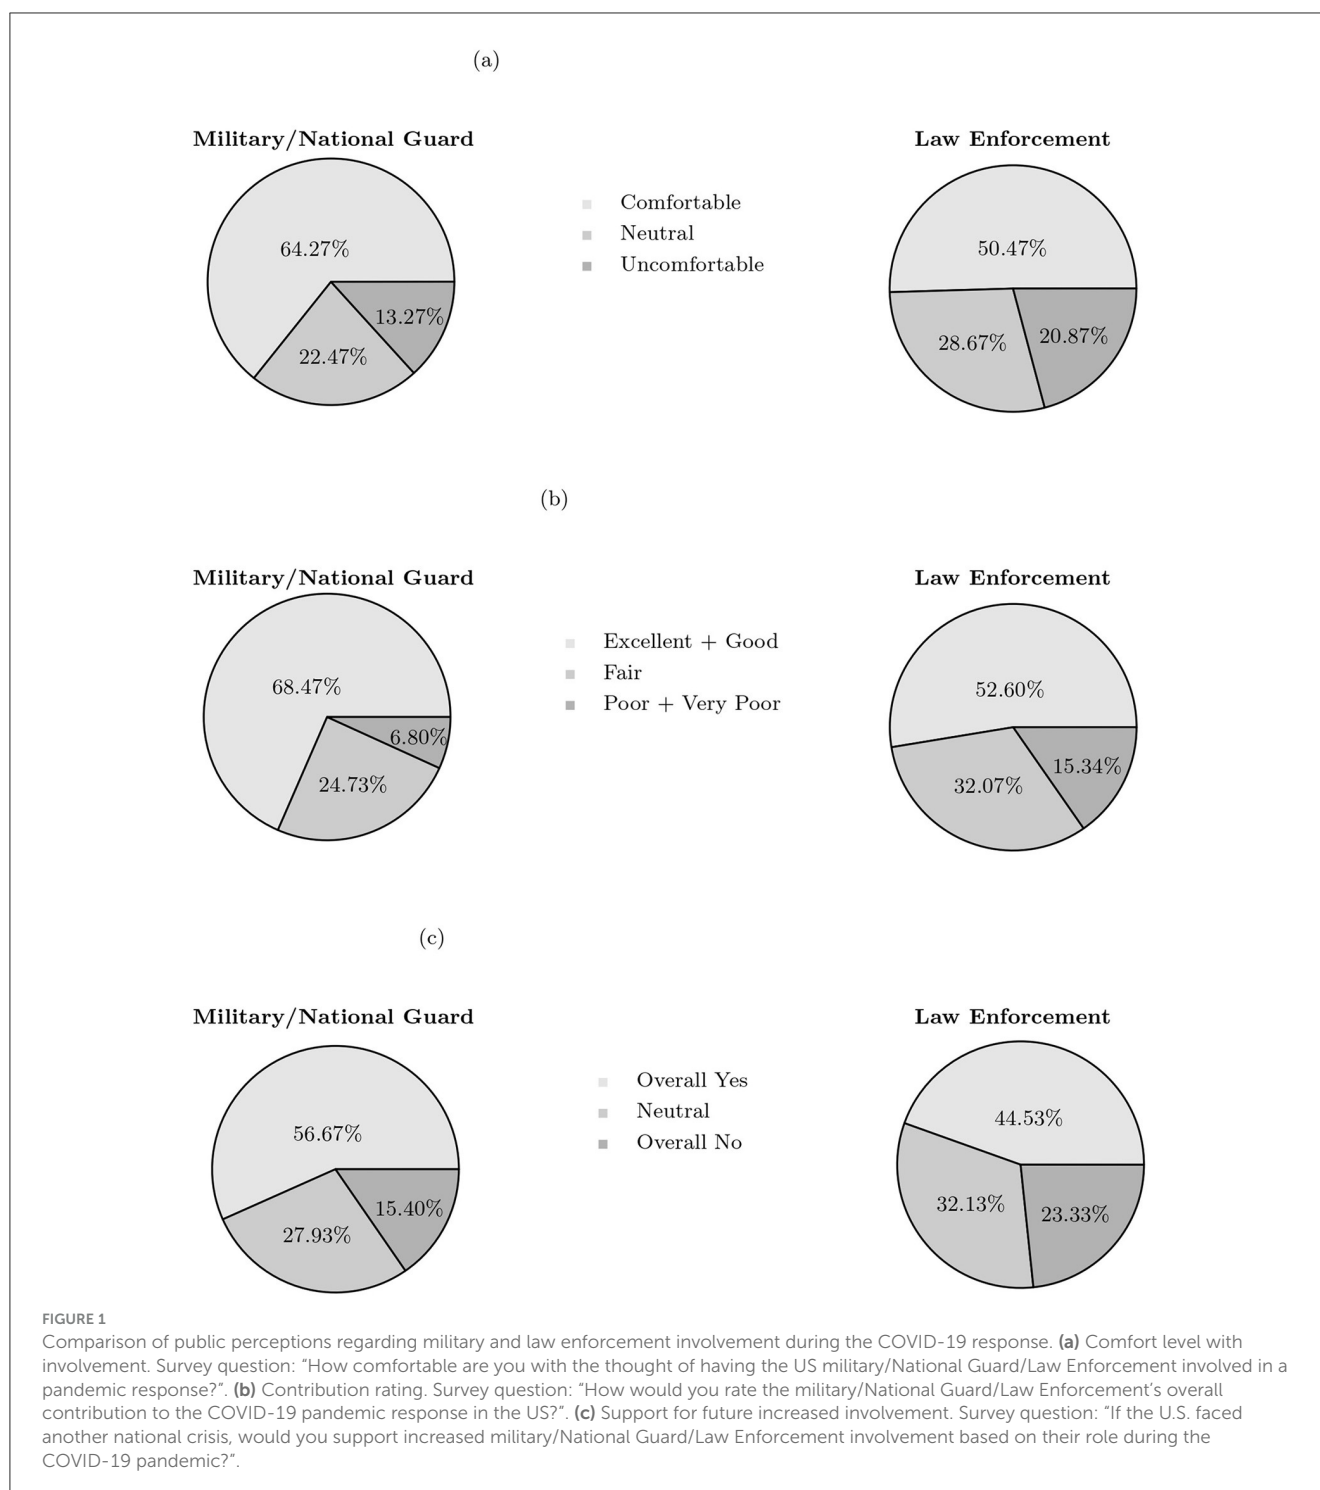 (a)
Military/National Guard
Law Enforcement
64.27%
22.47%
13.27%
Comfortable
Neutral
Uncomfortable
50.47%
28.67%
20.87%
(b)
Military/National Guard
Law Enforcement
68.47%
24.73%
6.80%
Excellent + Good
Fair
Poor + Very Poor
52.60%
32.07%
15.34%
(c)
Military/National Guard
Law Enforcement
56.67%
27.93%
15.40%
Overall Yes
Neutral
Overall No
44.53%
32.13%
23.33%
FIGURE 1
Comparison of public perceptions regarding military and law enforcement involvement during the COVID-19 response. (a) Comfort level with
involvement. Survey question: "How comfortable are you with the thought of having the US military/National Guard/Law Enforcement involved in a
pandemic response?". (b) Contribution rating. Survey question: "How would you rate the military/National Guard/Law Enforcement's overall
contribution to the COVID-19 pandemic response in the US?". (c) Support for future increased involvement. Survey question: "If the U.S. faced
another national crisis, would you support increased military/National Guard/Law Enforcement involvement based on their role during the
COVID-19 pandemic?".